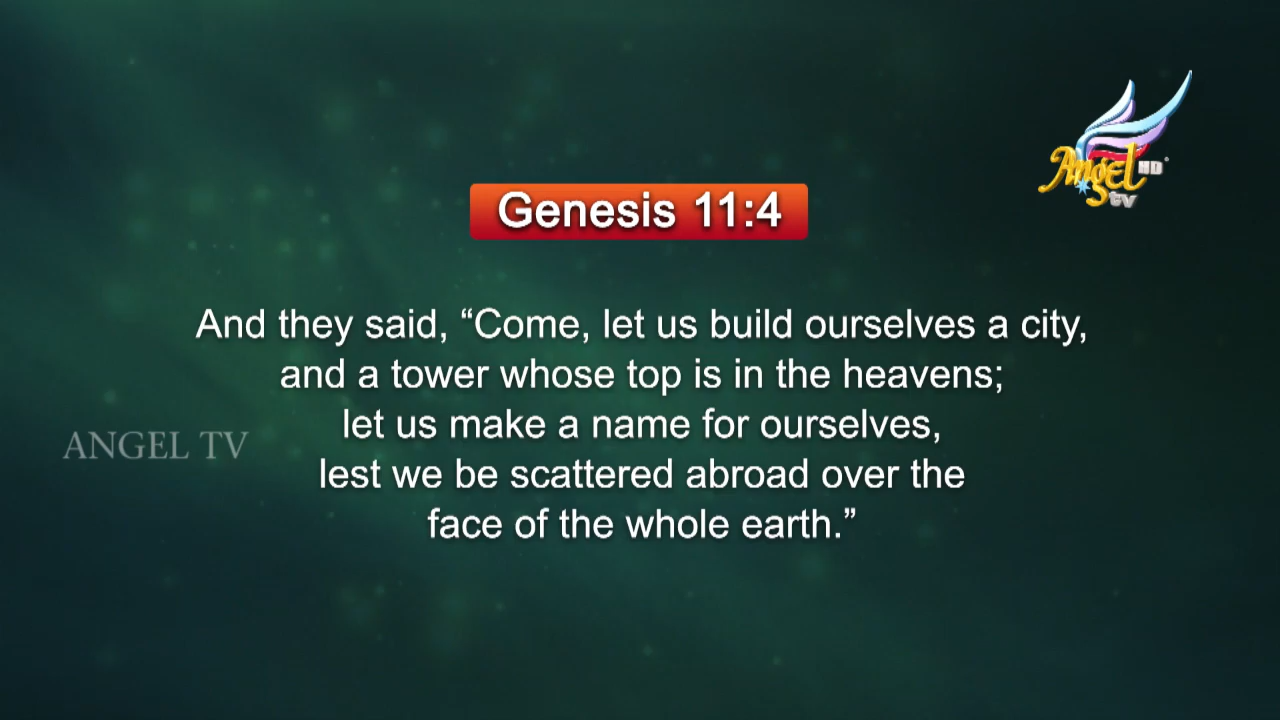 Angel HD
tv
Genesis 11:4
And they said, “Come, let us build ourselves a city,
and a tower whose top is in the heavens;
let us make a name for ourselves,
ANGEL TV
lest we be scattered abroad over the
face of the whole earth.”